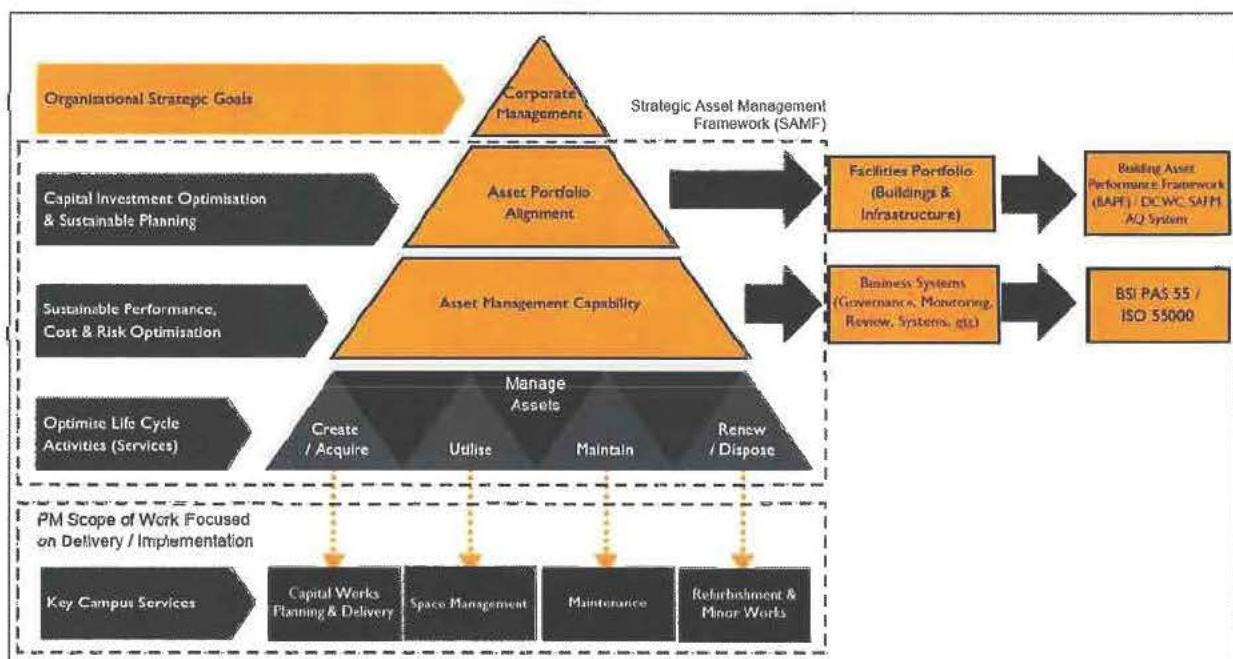 Organisational Strategic Goals
Corporate
Management
Strategic Asset Management
Framework (SAMF)
Capital Investment Optimisation
& Sustainable Planning
Asset Portfolio
Alignment
Facilities Portfolio
(Buildings &
Infrastructure)
Building Asset
Performance Framework
(BAPF) / DCWC, SAFM
AQ System
Sustainable Performance,
Cost & Risk Optimisation
Asset Management Capability
Business Systems
(Governance, Monitoring,
Review, Systems, etc)
BSI PAS 55 /
ISO 55000
Optimise Life Cycle
Activities (Services)
Manage
Assets
Create
/ Acquire
Utilise
Maintain
Renew
/ Dispose
PM Scope of Work Focused
on Delivery / Implementation
Key Campus Services
Capital Works
Planning & Delivery
Space Management
Maintenance
Refurbishment &
Minor Works